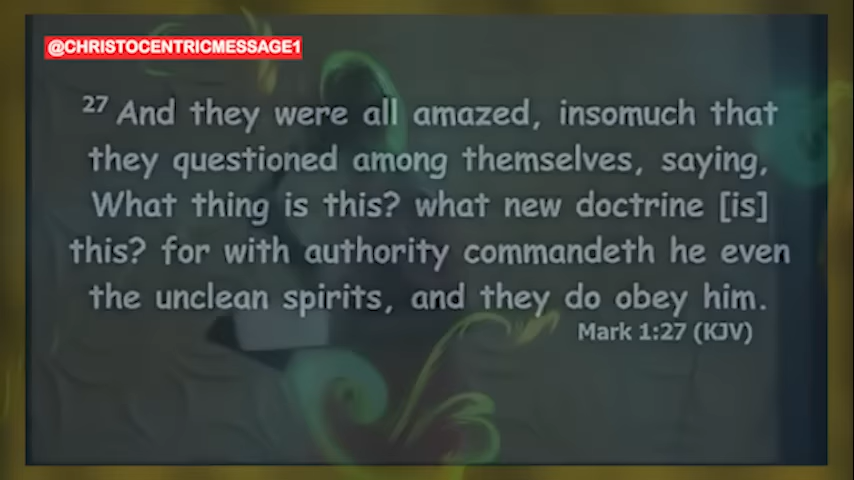 @CHRISTOCENTRICMESSAGE1
27 And they were all amazed, insomuch that
they questioned among themselves, saying,
What thing is this? what new doctrine [is]
this? for with authority commandeth he even
the unclean spirits, and they do obey him.
Mark 1:27 (KJV)